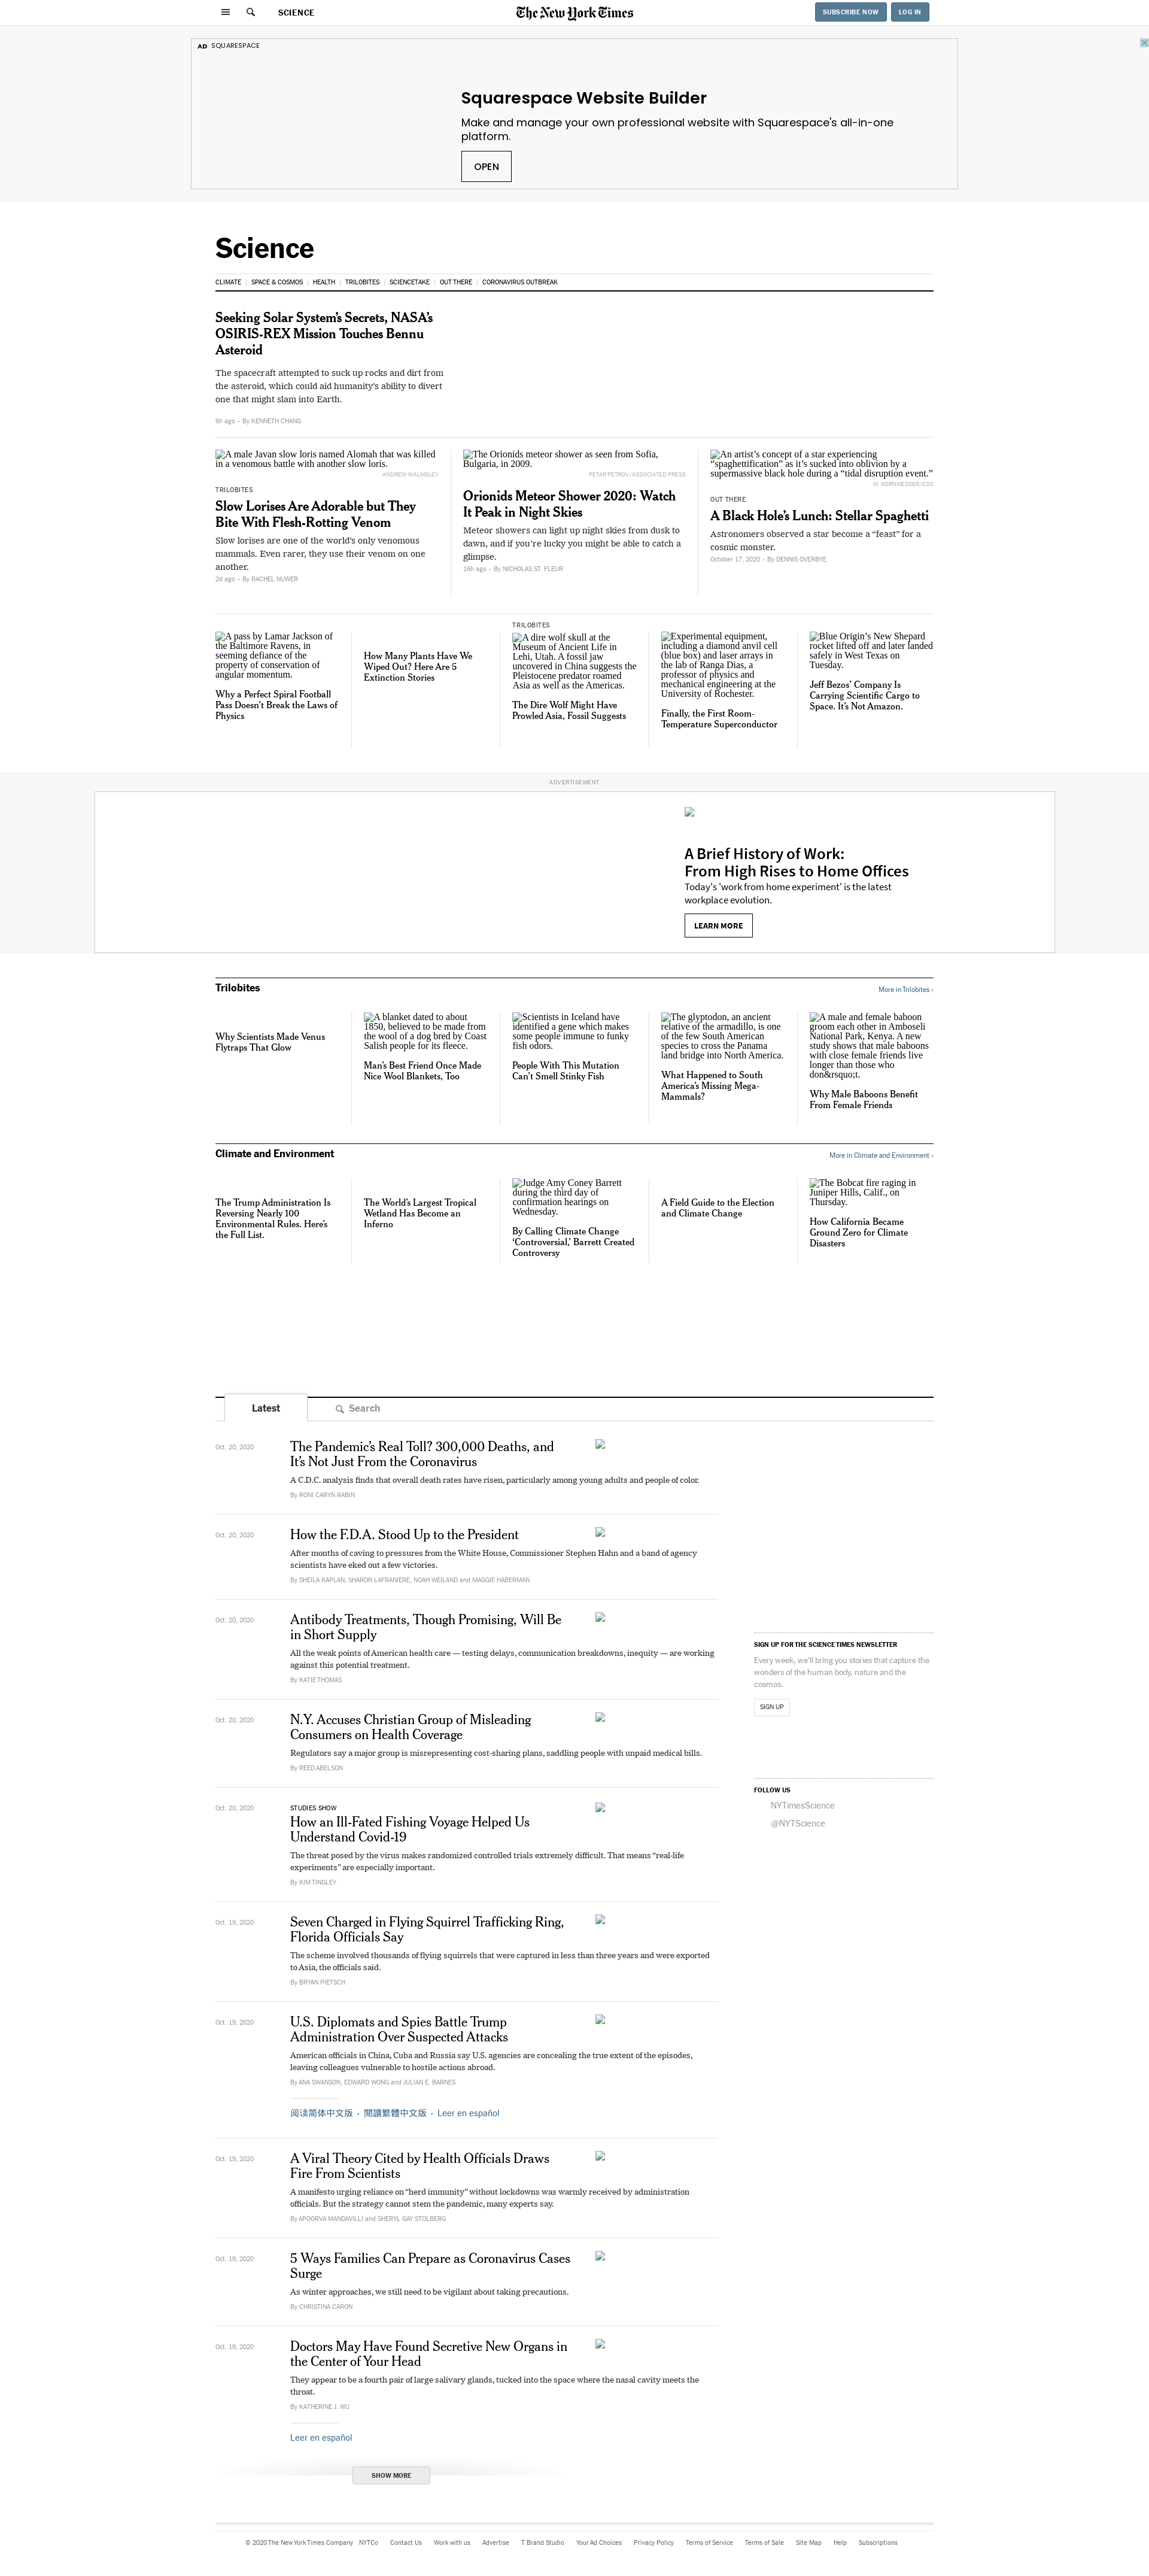 SCIENCE
The New York Times
SUBSCRIBE NOW
LOG IN
AD SQUARESPACE
Squarespace Website Builder
Make and manage your own professional website with Squarespace's all-in-one
platform.
OPEN
Science
CLIMATE | SPACE & COSMOS | HEALTH | TRILOBITES | SCIENCETAKE | OUT THERE | CORONAVIRUS OUTBREAK
Seeking Solar System’s Secrets, NASA’s
OSIRIS-REX Mission Touches Bennu
Asteroid
The spacecraft attempted to suck up rocks and dirt from
the asteroid, which could aid humanity’s ability to divert
one that might slam into Earth.
6h ago · By KENNETH CHANG
A male Javan slow loris named Alomah that was killed
in a venomous battle with another slow loris.
ANDREW WALMSLEY
TRILOBITES
Slow Lorises Are Adorable but They
Bite With Flesh-Rotting Venom
Slow lorises are one of the world’s only venomous
mammals. Even rarer, they use their venom on one
another.
2d ago · By RACHEL NUWER
The Orionids meteor shower as seen from Sofia,
Bulgaria, in 2009.
PETAR PETROV/ASSOCIATED PRESS
Orionids Meteor Shower 2020: Watch
It Peak in Night Skies
Meteor showers can light up night skies from dusk to
dawn, and if you’re lucky you might be able to catch a
glimpse.
16h ago · By NICHOLAS ST. FLEUR
An artist’s concept of a star experiencing
“spaghettification” as it’s sucked into oblivion by a
supermassive black hole during a “tidal disruption event.”
M. KORNMESSER/ESO
OUT THERE
A Black Hole’s Lunch: Stellar Spaghetti
Astronomers observed a star become a “feast” for a
cosmic monster.
October 17, 2020 · By DENNIS OVERBYE
A pass by Lamar Jackson of
the Baltimore Ravens, in
seeming defiance of the
property of conservation of
angular momentum.
Why a Perfect Spiral Football
Pass Doesn’t Break the Laws of
Physics
How Many Plants Have We
Wiped Out? Here Are 5
Extinction Stories
TRILOBITES
A dire wolf skull at the
Museum of Ancient Life in
Lehi, Utah. A fossil jaw
uncovered in China suggests the
Pleistocene predator roamed
Asia as well as the Americas.
The Dire Wolf Might Have
Prowled Asia, Fossil Suggests
Experimental equipment,
including a diamond anvil cell
(blue box) and laser arrays in
the lab of Ranga Dias, a
professor of physics and
mechanical engineering at the
University of Rochester.
Finally, the First Room-
Temperature Superconductor
Blue Origin’s New Shepard
rocket lifted off and later landed
safely in West Texas on
Tuesday.
Jeff Bezos’ Company Is
Carrying Scientific Cargo to
Space. It’s Not Amazon.
ADVERTISEMENT
A Brief History of Work:
From High Rises to Home Offices
Today's 'work from home experiment' is the latest
workplace evolution.
LEARN MORE
Trilobites
More in Trilobites ›
Why Scientists Made Venus
Flytraps That Glow
A blanket dated to about
1850, believed to be made from
the wool of a dog bred by Coast
Salish people for its fleece.
Man’s Best Friend Once Made
Nice Wool Blankets, Too
Scientists in Iceland have
identified a gene which makes
some people immune to funky
fish odors.
People With This Mutation
Can’t Smell Stinky Fish
The glyptodon, an ancient
relative of the armadillo, is one
of the few South American
species to cross the Panama
land bridge into North America.
What Happened to South
America’s Missing Mega-
Mammals?
A male and female baboon
groom each other in Amboseli
National Park, Kenya. A new
study shows that male baboons
with close female friends live
longer than those who
don&rsquo;t.
Why Male Baboons Benefit
From Female Friends
Climate and Environment
More in Climate and Environment ›
The Trump Administration Is
Reversing Nearly 100
Environmental Rules. Here’s
the Full List.
The World’s Largest Tropical
Wetland Has Become an
Inferno
Judge Amy Coney Barrett
during the third day of
confirmation hearings on
Wednesday.
By Calling Climate Change
‘Controversial,’ Barrett Created
Controversy
A Field Guide to the Election
and Climate Change
The Bobcat fire raging in
Juniper Hills, Calif., on
Thursday.
How California Became
Ground Zero for Climate
Disasters
Latest
Search
Oct. 20, 2020
The Pandemic’s Real Toll? 300,000 Deaths, and
It’s Not Just From the Coronavirus
A C.D.C. analysis finds that overall death rates have risen, particularly among young adults and people of color.
By RONI CARYN RABIN
Oct. 20, 2020
How the F.D.A. Stood Up to the President
After months of caving to pressures from the White House, Commissioner Stephen Hahn and a band of agency
scientists have eked out a few victories.
By SHEILA KAPLAN, SHARON LAFRANIERE, NOAH WEILAND and MAGGIE HABERMAN
Oct. 20, 2020
Antibody Treatments, Though Promising, Will Be
in Short Supply
All the weak points of American health care — testing delays, communication breakdowns, inequity — are working
against this potential treatment.
By KATIE THOMAS
Oct. 20, 2020
N.Y. Accuses Christian Group of Misleading
Consumers on Health Coverage
Regulators say a major group is misrepresenting cost-sharing plans, saddling people with unpaid medical bills.
By REED ABELSON
Oct. 20, 2020
STUDIES SHOW
How an Ill-Fated Fishing Voyage Helped Us
Understand Covid-19
The threat posed by the virus makes randomized controlled trials extremely difficult. That means “real-life
experiments” are especially important.
By KIM TINGLEY
Oct. 19, 2020
Seven Charged in Flying Squirrel Trafficking Ring,
Florida Officials Say
The scheme involved thousands of flying squirrels that were captured in less than three years and were exported
to Asia, the officials said.
By BRYAN PIETSCH
Oct. 19, 2020
U.S. Diplomats and Spies Battle Trump
Administration Over Suspected Attacks
American officials in China, Cuba and Russia say U.S. agencies are concealing the true extent of the episodes,
leaving colleagues vulnerable to hostile actions abroad.
By ANA SWANSON, EDWARD WONG and JULIAN E. BARNES
阅读简体中文版 · 閱讀繁體中文版 · Leer en español
Oct. 19, 2020
A Viral Theory Cited by Health Officials Draws
Fire From Scientists
A manifesto urging reliance on “herd immunity” without lockdowns was warmly received by administration
officials. But the strategy cannot stem the pandemic, many experts say.
By APOORVA MANDAVILLI and SHERYL GAY STOLBERG
Oct. 19, 2020
5 Ways Families Can Prepare as Coronavirus Cases
Surge
As winter approaches, we still need to be vigilant about taking precautions.
By CHRISTINA CARON
Oct. 19, 2020
Doctors May Have Found Secretive New Organs in
the Center of Your Head
They appear to be a fourth pair of large salivary glands, tucked into the space where the nasal cavity meets the
throat.
By KATHERINE J. WU
Leer en español
SHOW MORE
SIGN UP FOR THE SCIENCE TIMES NEWSLETTER
Every week, we'll bring you stories that capture the
wonders of the human body, nature and the
cosmos.
SIGN UP
FOLLOW US
NYTimesScience
@NYTScience
© 2020 The New York Times Company NYTCo Contact Us Work with us Advertise T Brand Studio Your Ad Choices Privacy Policy Terms of Service Terms of Sale Site Map Help Subscriptions